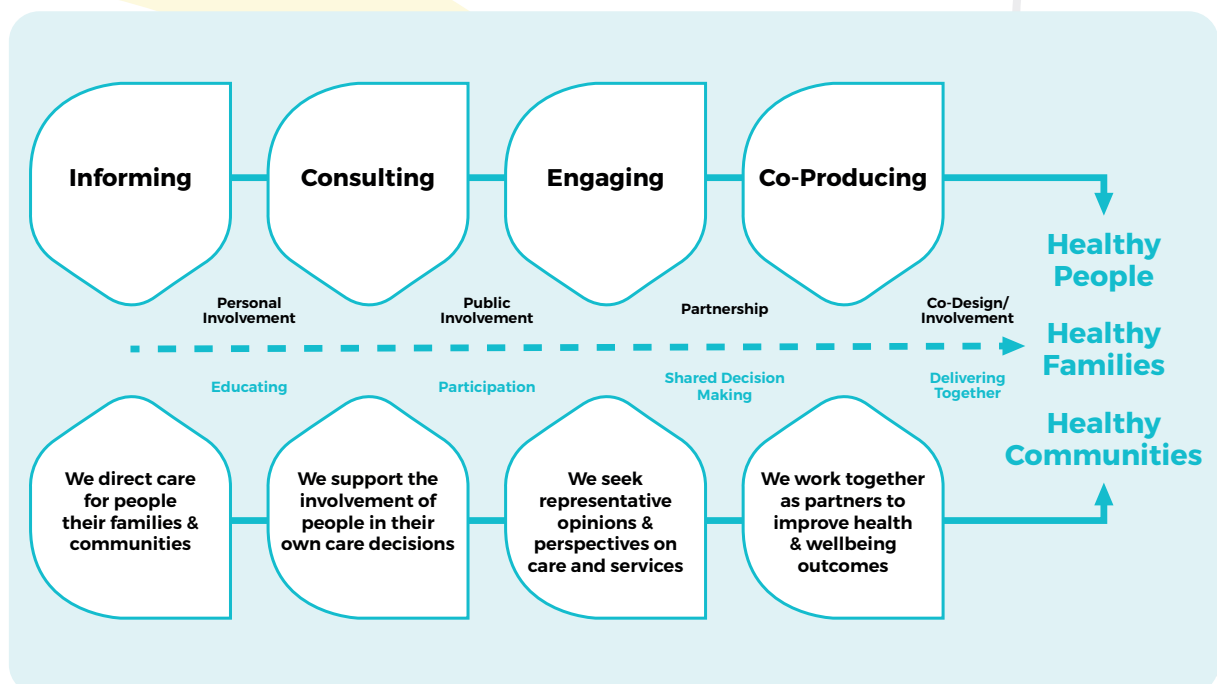 Informing
Consulting
Engaging
Co-Producing
Healthy
People
Healthy
Families
Healthy
Communities
Personal
Involvement
Public
Involvement
Partnership
Co-Design/
Involvement
Educating
Participation
Shared Decision
Making
Delivering
Together
We direct care
for people
their families &
communities
We support the
involvement of
people in their
own care decisions
We seek
representative
opinions &
perspectives on
care and services
We work together
as partners to
improve health
& wellbeing
outcomes